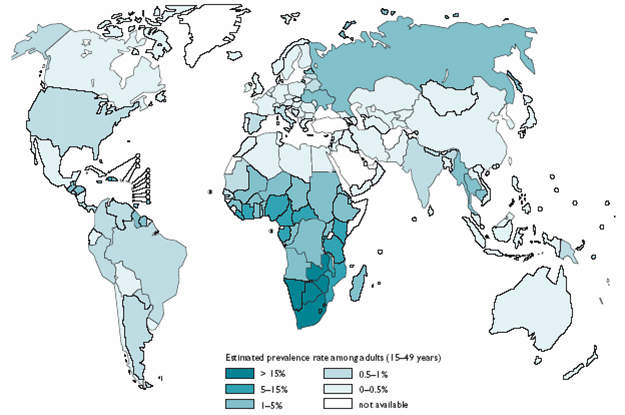 Estimated prevalence rate among adults (15–49 years)
> 15% 0.5–1%
5–15% 0–0.5%
1–5% not available